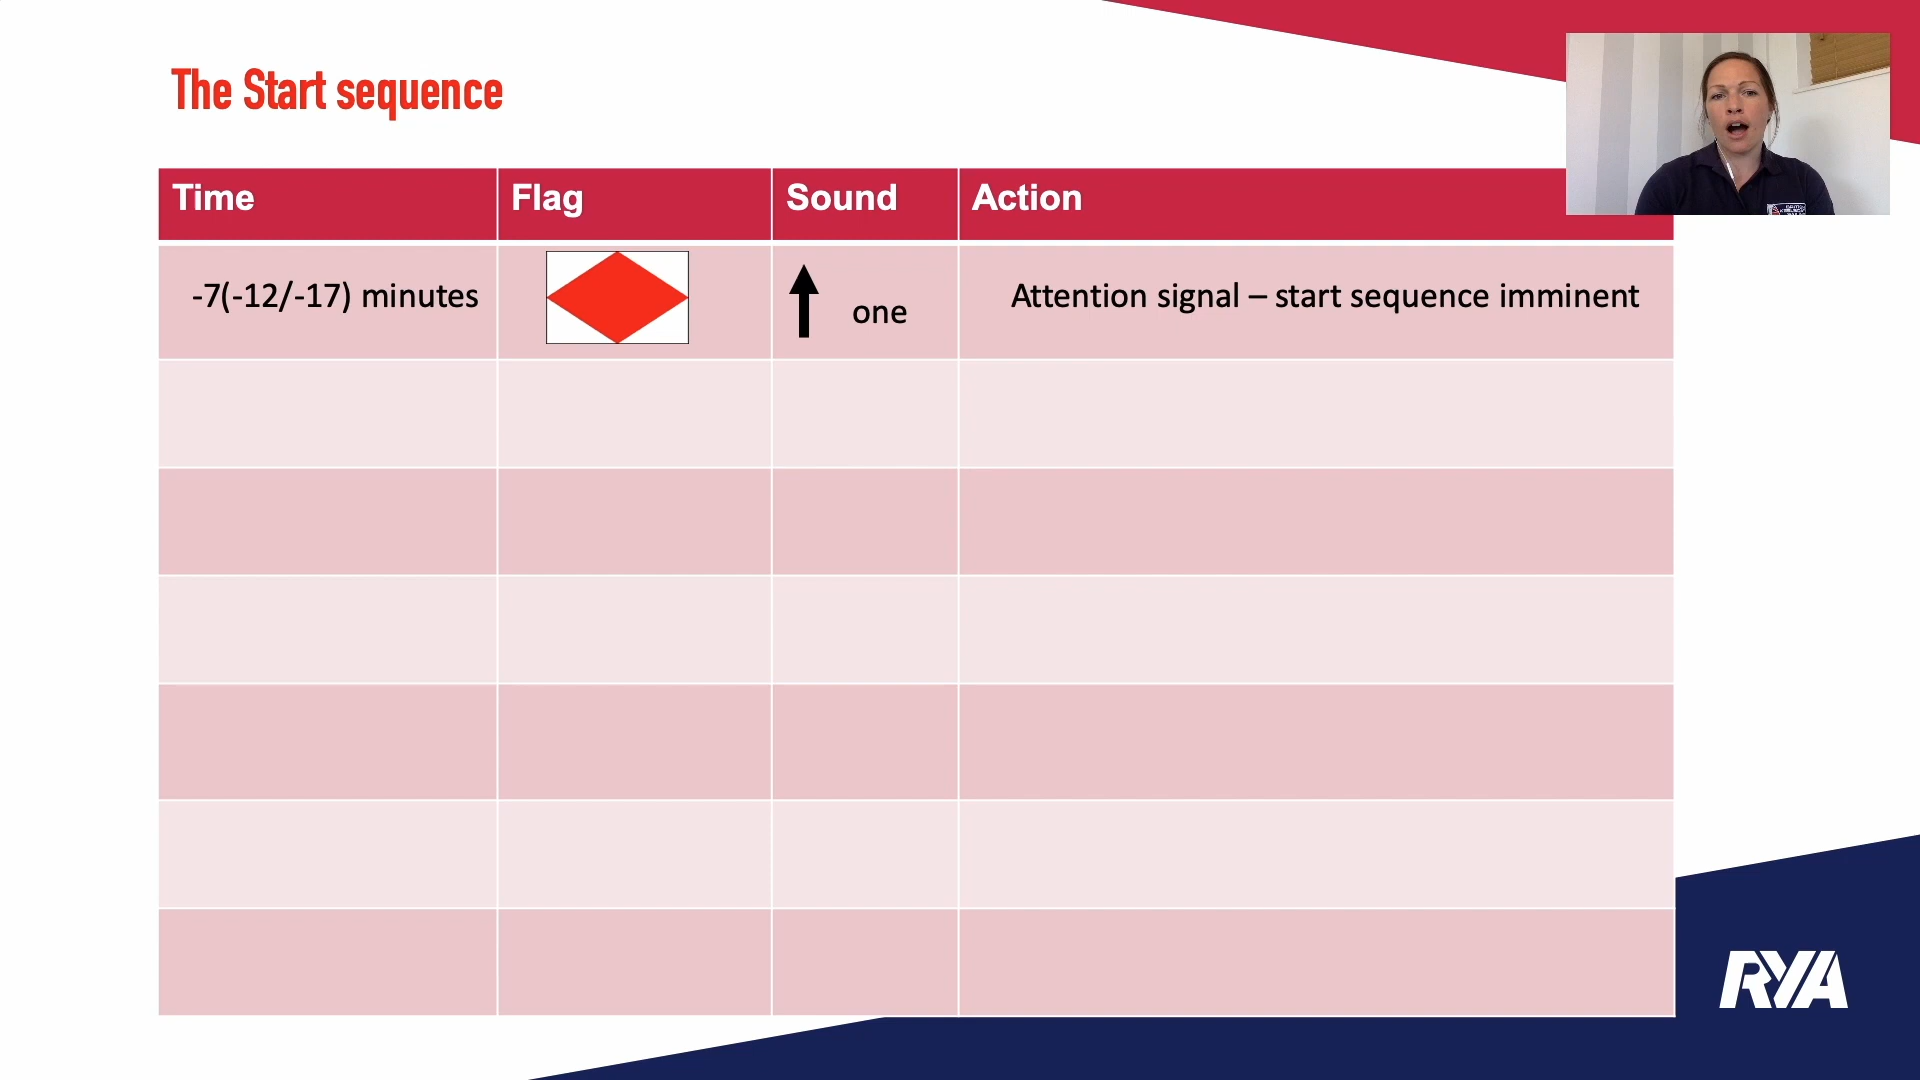 The Start sequence
Time Flag Sound Action
-7(-12/-17) minutes one Attention signal – start sequence imminent
RYA